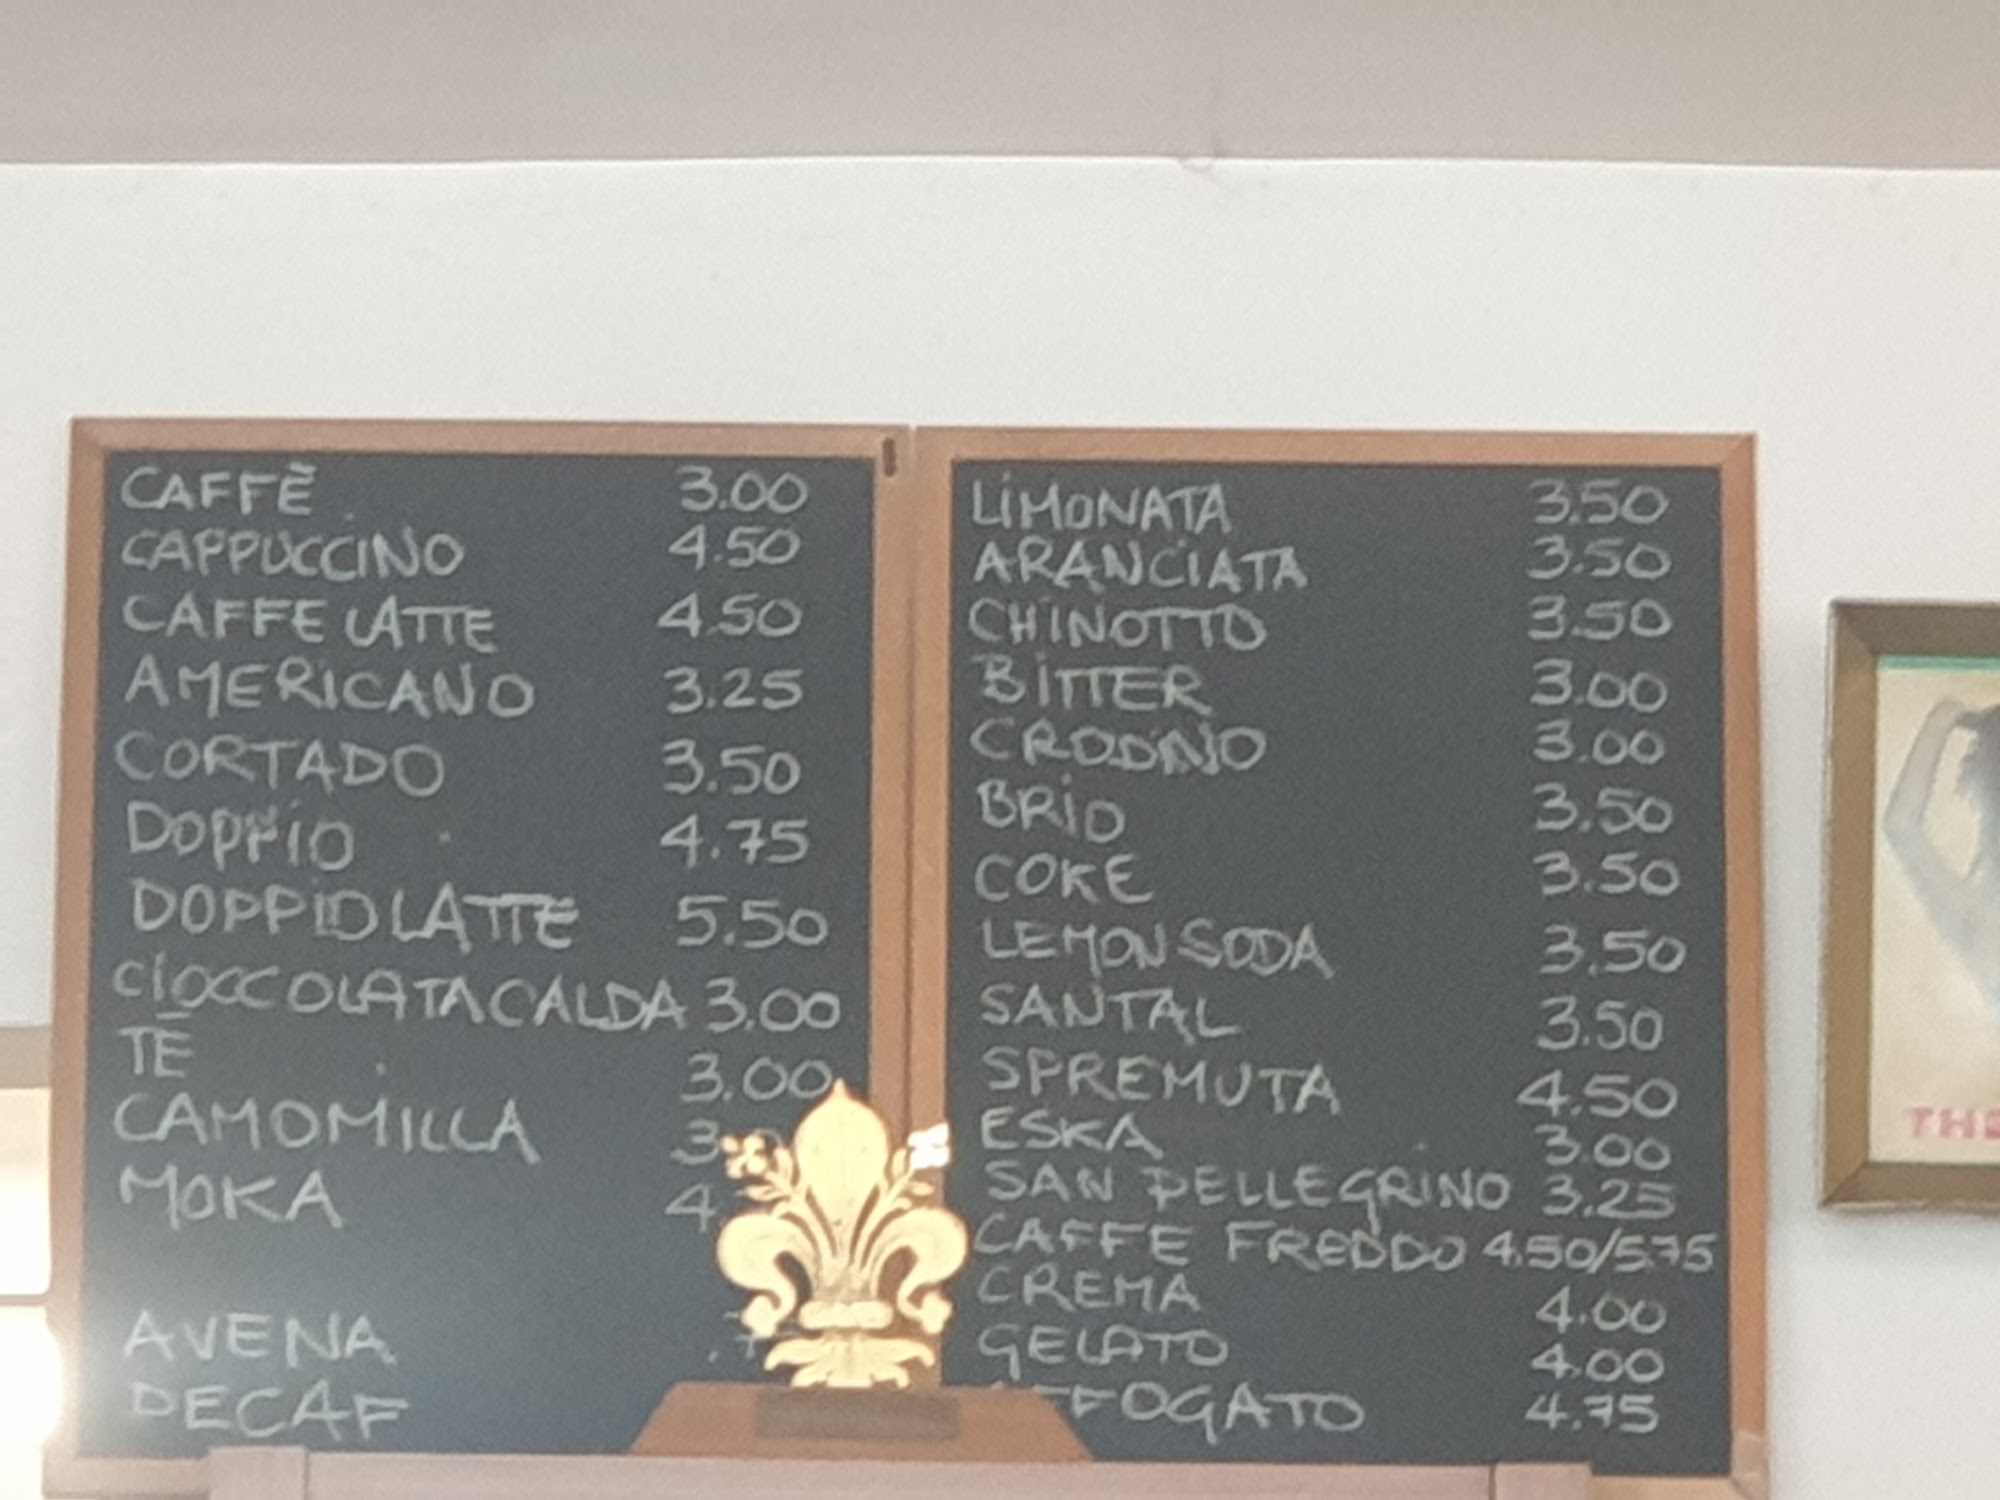 CAFFÈ 3.00
CAPPUCCINO 4.50
CAFFE LATTE 4.50
AMERICANO 3.25
CORTADO 3.50
DOPPIO 4.75
DOPPIO LATTE 5.50
CIOCCOLATA CALDA 3.00
TÈ 3.00
CAMOMILLA
MOKA
AVENA
DECAF
LIMONATA 3.50
ARANCIATA 3.50
CHINOTTO 3.50
BITTER 3.00
CRODINO 3.00
BRIO 3.50
COKE 3.50
LEMONSODA 3.50
SANTAL 3.50
SPREMUTA 4.50
ESKA 3.00
SAN PELLEGRINO 3.25
CAFFE FREDDO 4.50/5.75
CREMA 4.00
GELATO 4.00
FFOGATO 4.75
THE